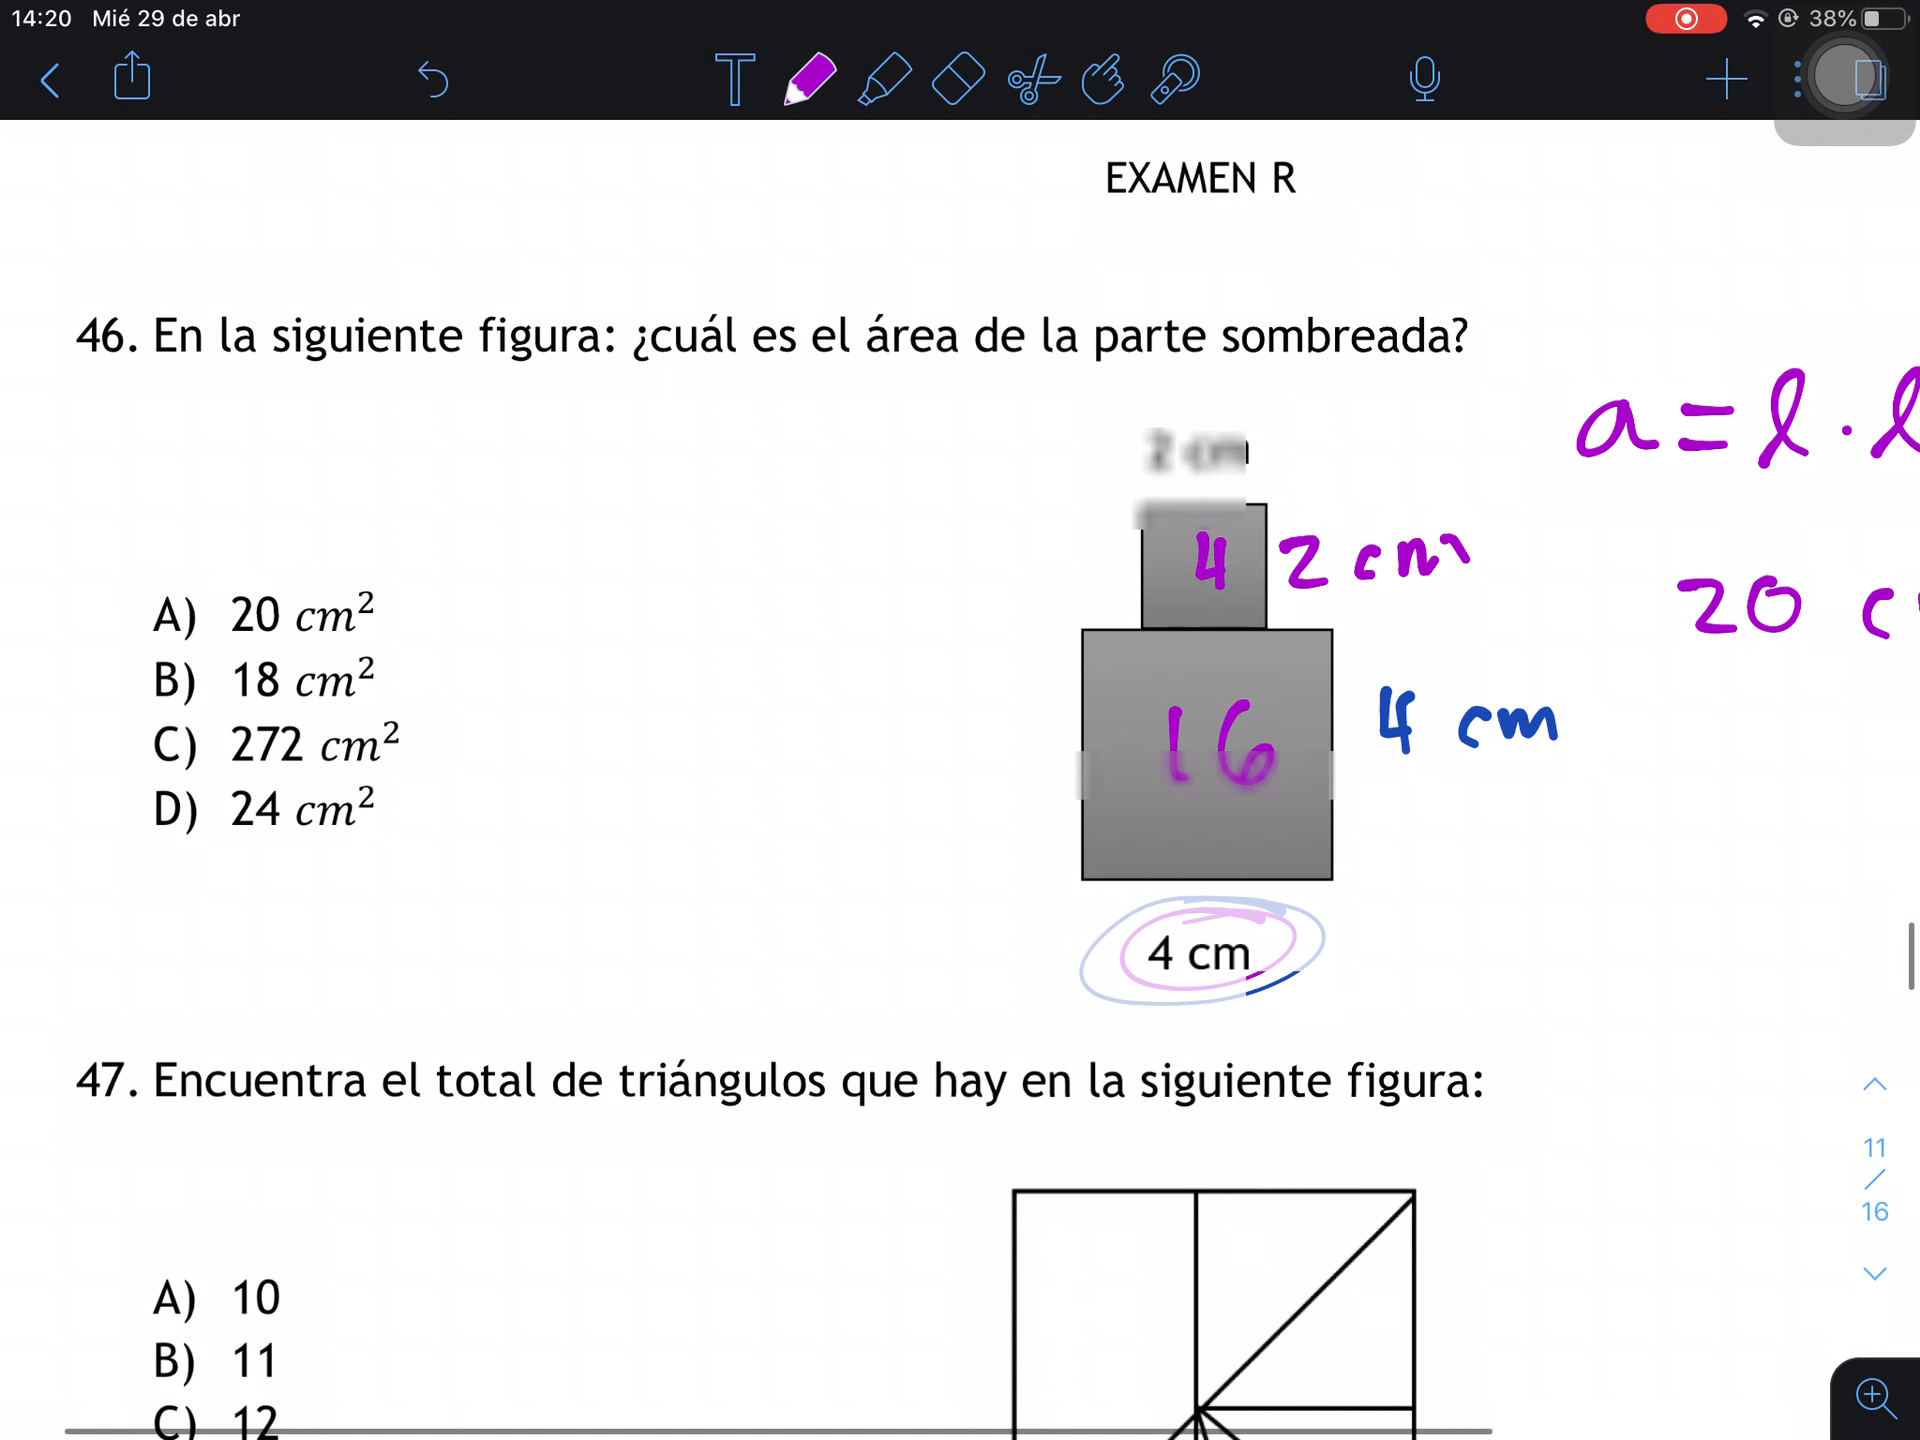 14:20 Mié 29 de abr
38%
EXAMEN R
46. En la siguiente figura: ¿cuál es el área de la parte sombreada?
a = l · l
2 cm
4 2 cm
20 c
A) 20 cm²
B) 18 cm²
C) 272 cm²
D) 24 cm²
16 4 cm
4 cm
47. Encuentra el total de triángulos que hay en la siguiente figura:
11
/
16
A) 10
B) 11
C) 12